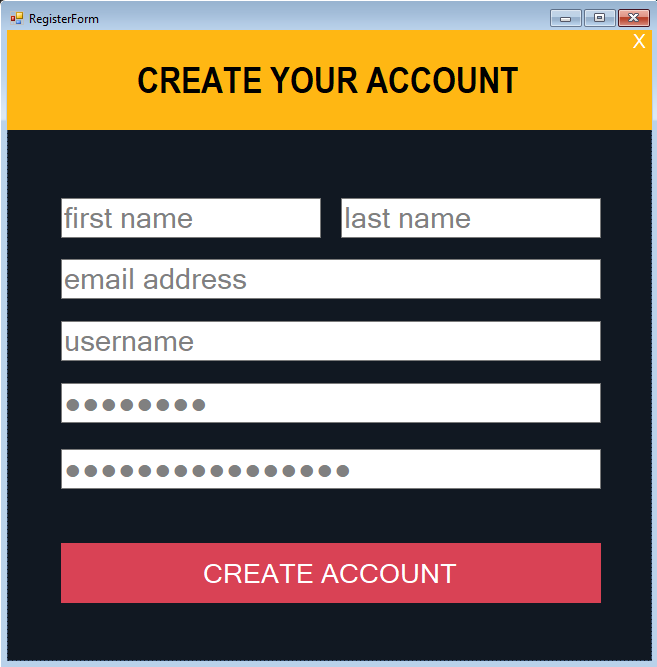 RegisterForm
X
CREATE YOUR ACCOUNT
first name last name
email address
username
●●●●●●●●
●●●●●●●●●●●●●●●●
CREATE ACCOUNT